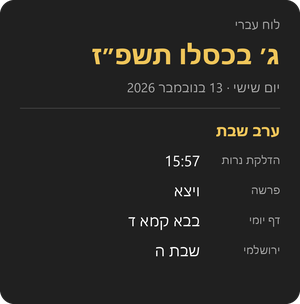 לוח עברי
ג׳ בכסלו תשפ״ז
יום שישי · 13 בנובמבר 2026
ערב שבת
הדלקת נרות 15:57
פרשה ויצא
דף יומי בבא קמא ד
ירושלמי שבת ה